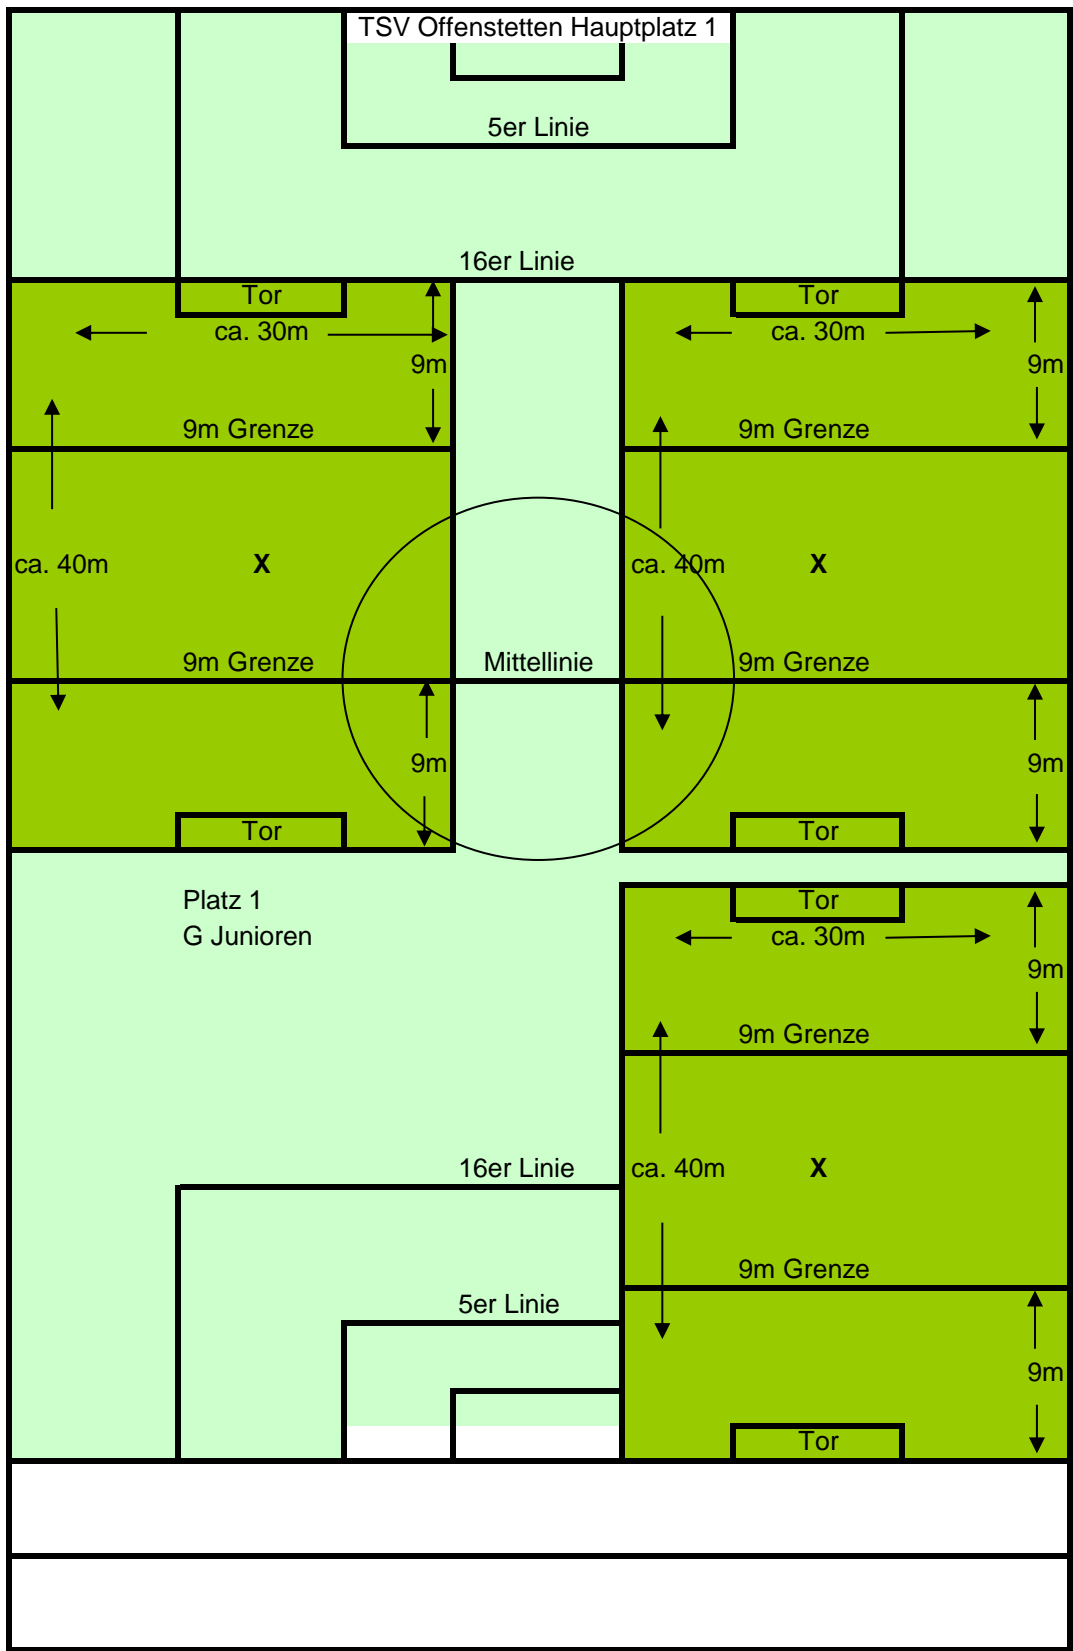 TSV Offenstetten Hauptplatz 1
5er Linie
16er Linie
Tor Tor
ca. 30m ca. 30m
9m 9m
9m Grenze 9m Grenze
ca. 40m X ca. 40m X
9m Grenze Mittellinie 9m Grenze
9m 9m
Tor Tor
Platz 1 Tor
G Junioren ca. 30m
9m
9m Grenze
16er Linie ca. 40m X
9m Grenze
5er Linie
9m
Tor